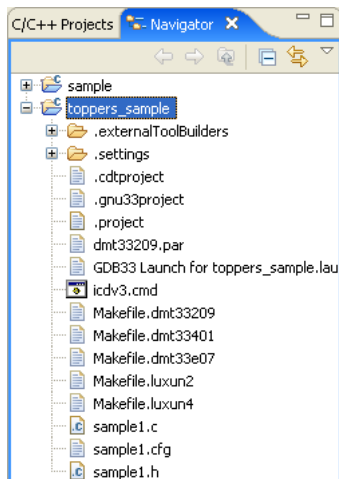 C/C++ Projects Navigator
sample
toppers_sample
.externalToolBuilders
.settings
.cdtproject
.gnu33project
.project
dmt33209.par
GDB33 Launch for toppers_sample.lau
icdv3.cmd
Makefile.dmt33209
Makefile.dmt33401
Makefile.dmt33e07
Makefile.luxun2
Makefile.luxun4
sample1.c
sample1.cfg
sample1.h